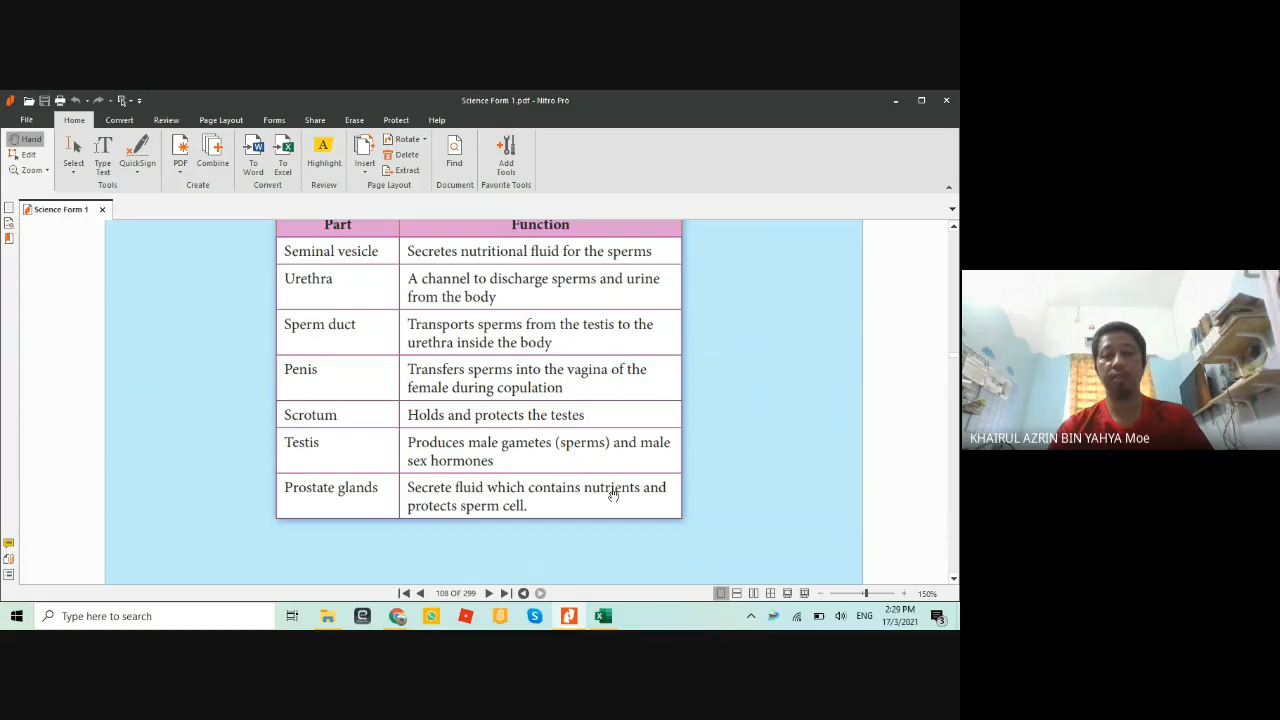 Science Form 1.pdf - Nitro Pro
File Home Convert Review Page Layout Forms Share Erase Protect Help
Hand
Edit
Zoom
Select
Type Text
QuickSign
Tools
PDF
Combine
Create
To Word
To Excel
Convert
A
Highlight
Review
Insert
Rotate
Delete
Extract
Page Layout
Find
Document
Add Tools
Favorite Tools
Science Form 1
Part Function
Seminal vesicle Secretes nutritional fluid for the sperms
Urethra A channel to discharge sperms and urine
from the body
Sperm duct Transports sperms from the testis to the
urethra inside the body
Penis Transfers sperms into the vagina of the
female during copulation
Scrotum Holds and protects the testes
Testis Produces male gametes (sperms) and male
sex hormones
Prostate glands Secrete fluid which contains nutrients and
protects sperm cell.
KHAIRUL AZRIN BIN YAHYA Moe
108 OF 299
150%
Type here to search
ENG
2:29 PM
17/3/2021
3